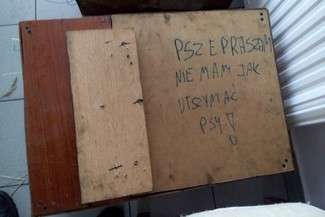 PSZEPRASZAM
NIE MAM JAK
UTSYMAĆ
PSY